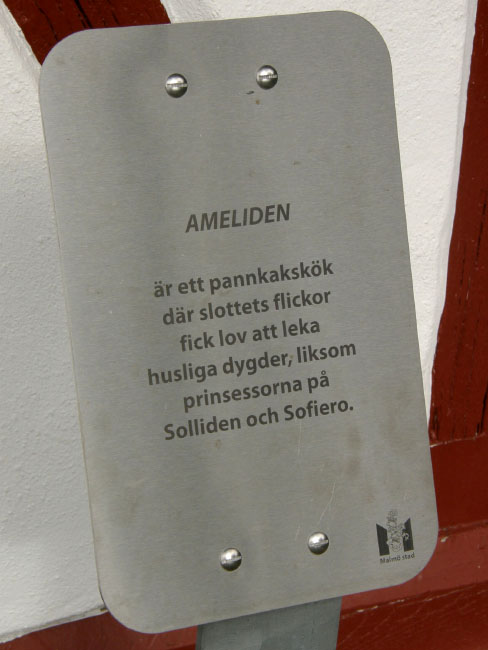 AMELIDEN
är ett pannkakskök
där slottets flickor
fick lov att leka
husliga dygder, liksom
prinsessorna på
Solliden och Sofiero.
Malmö stad